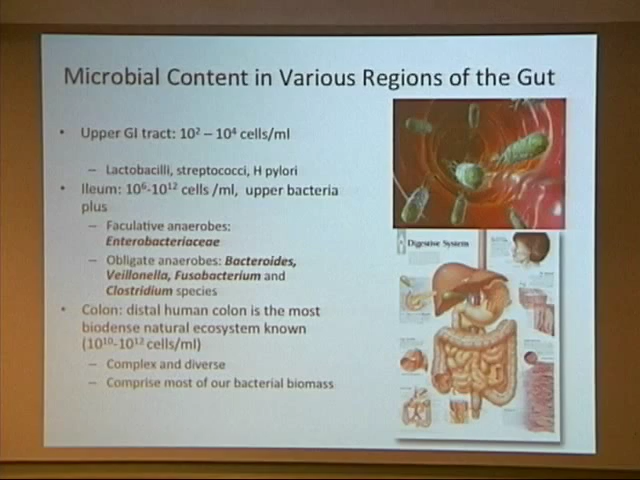 Microbial Content in Various Regions of the Gut
• Upper GI tract: 10² – 10⁴ cells/ml
– Lactobacilli, streptococci, H pylori
• Ileum: 10⁶-10¹² cells /ml, upper bacteria
plus
– Faculative anaerobes:
Enterobacteriaceae
– Obligate anaerobes: Bacteroides,
Veillonella, Fusobacterium and
Clostridium species
• Colon: distal human colon is the most
biodense natural ecosystem known
(10¹⁰-10¹² cells/ml)
– Complex and diverse
– Comprise most of our bacterial biomass
Digestive System